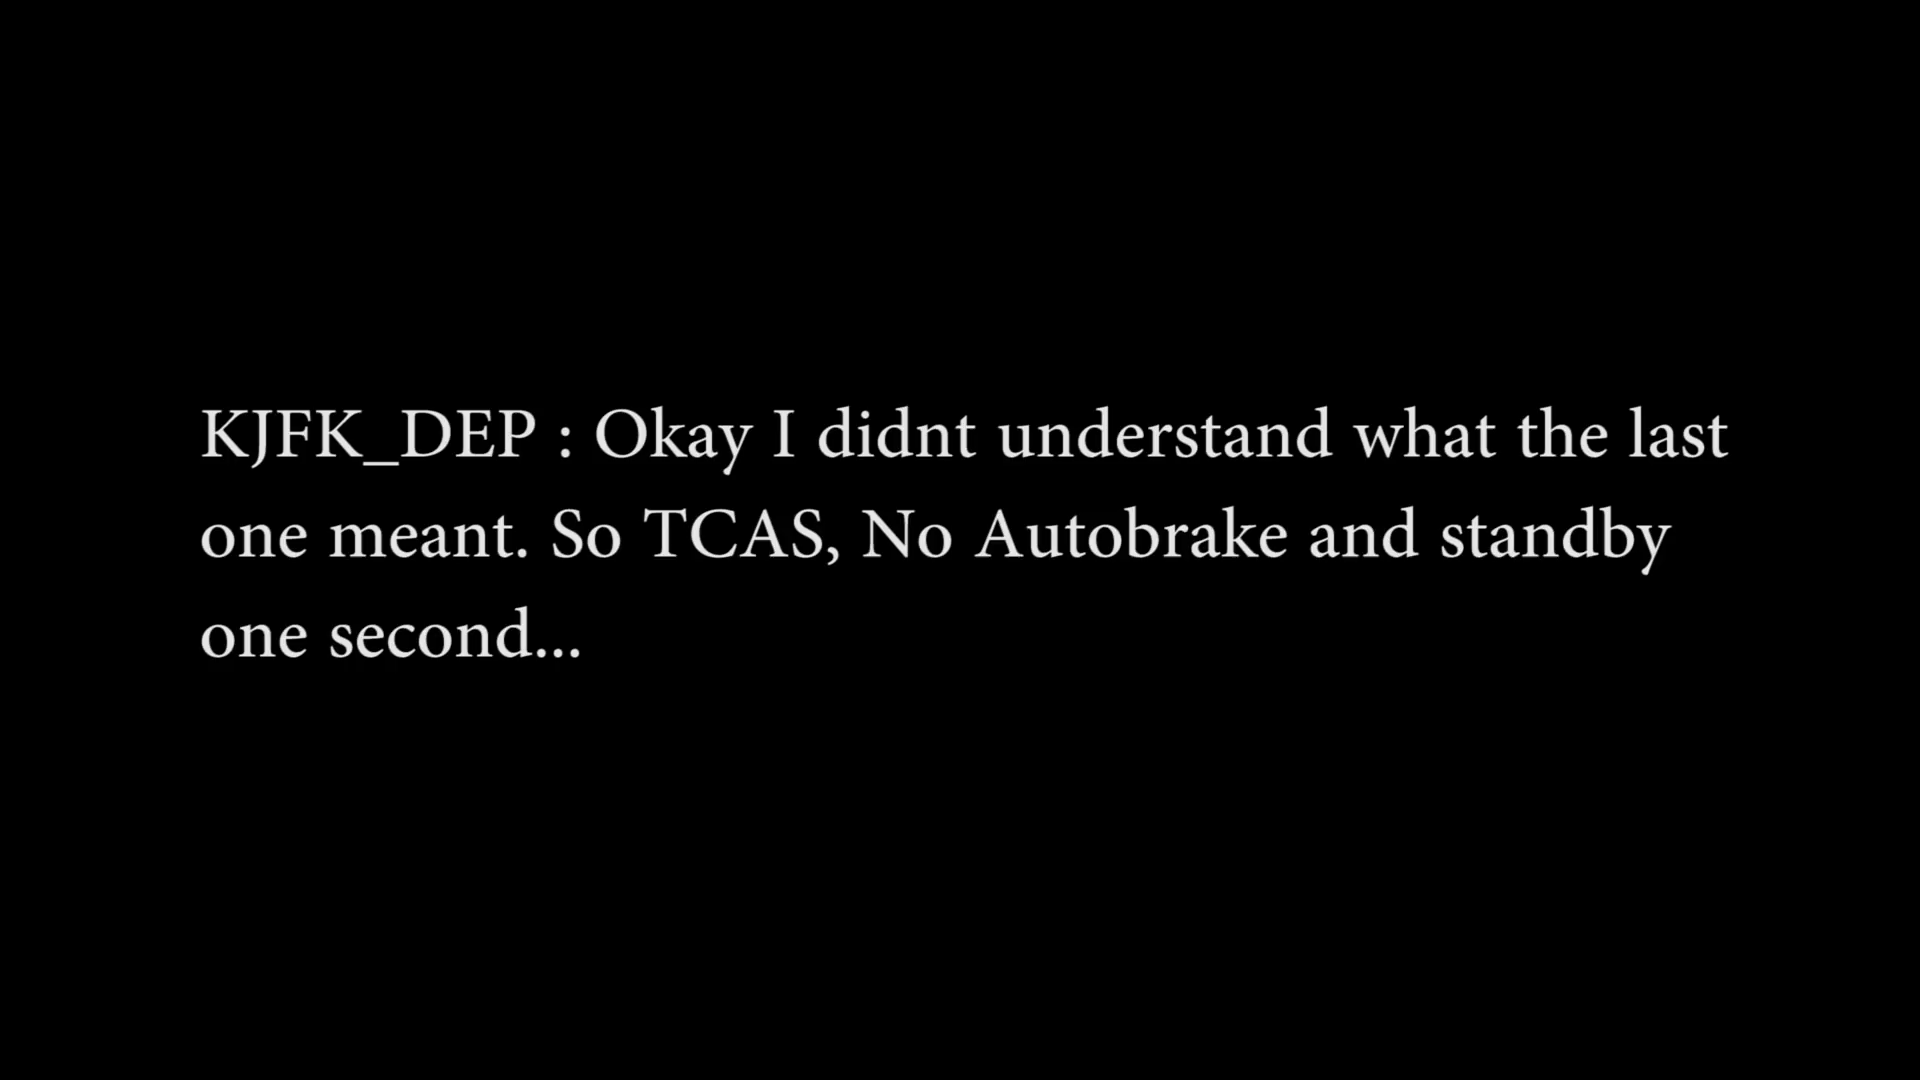 KJFK_DEP : Okay I didnt understand what the last
one meant. So TCAS, No Autobrake and standby
one second...